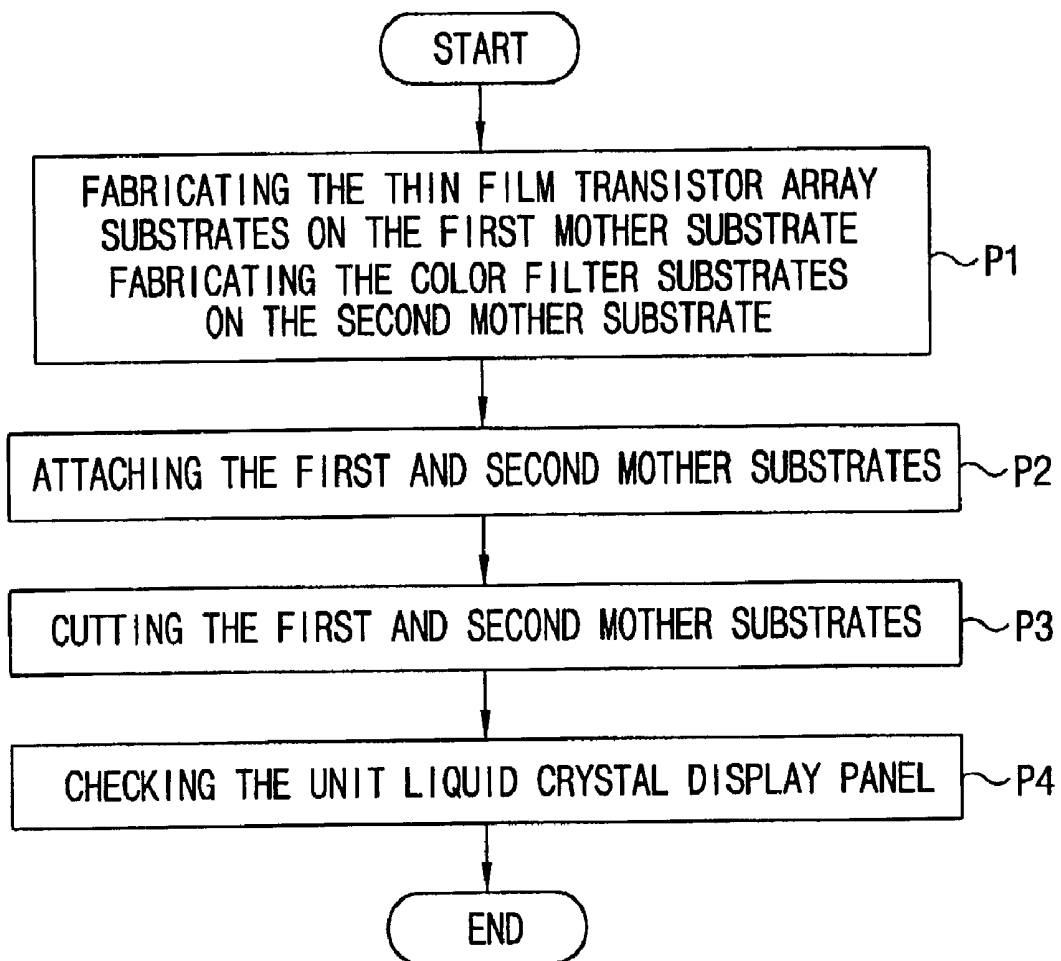 START
FABRICATING THE THIN FILM TRANSISTOR ARRAY
SUBSTRATES ON THE FIRST MOTHER SUBSTRATE
FABRICATING THE COLOR FILTER SUBSTRATES
ON THE SECOND MOTHER SUBSTRATE
P1
ATTACHING THE FIRST AND SECOND MOTHER SUBSTRATES
P2
CUTTING THE FIRST AND SECOND MOTHER SUBSTRATES
P3
CHECKING THE UNIT LIQUID CRYSTAL DISPLAY PANEL
P4
END